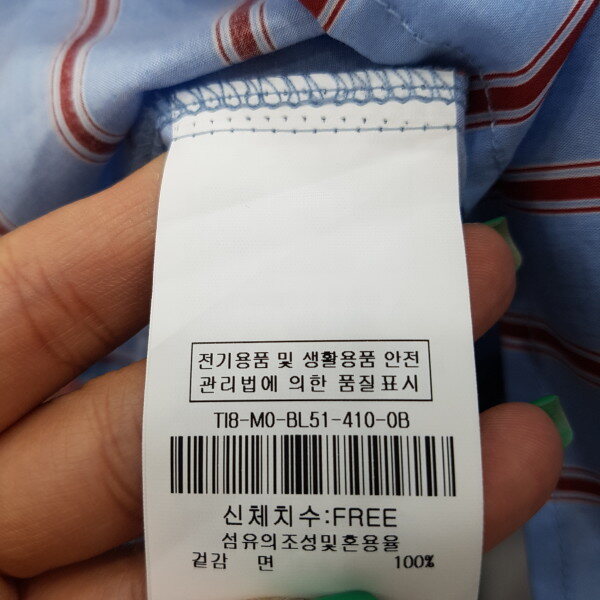 전기용품 및 생활용품 안전
관리법에 의한 품질표시
TI8-M0-BL51-410-0B
신체치수:FREE
섬유의조성및혼용율
겉감 면 100%